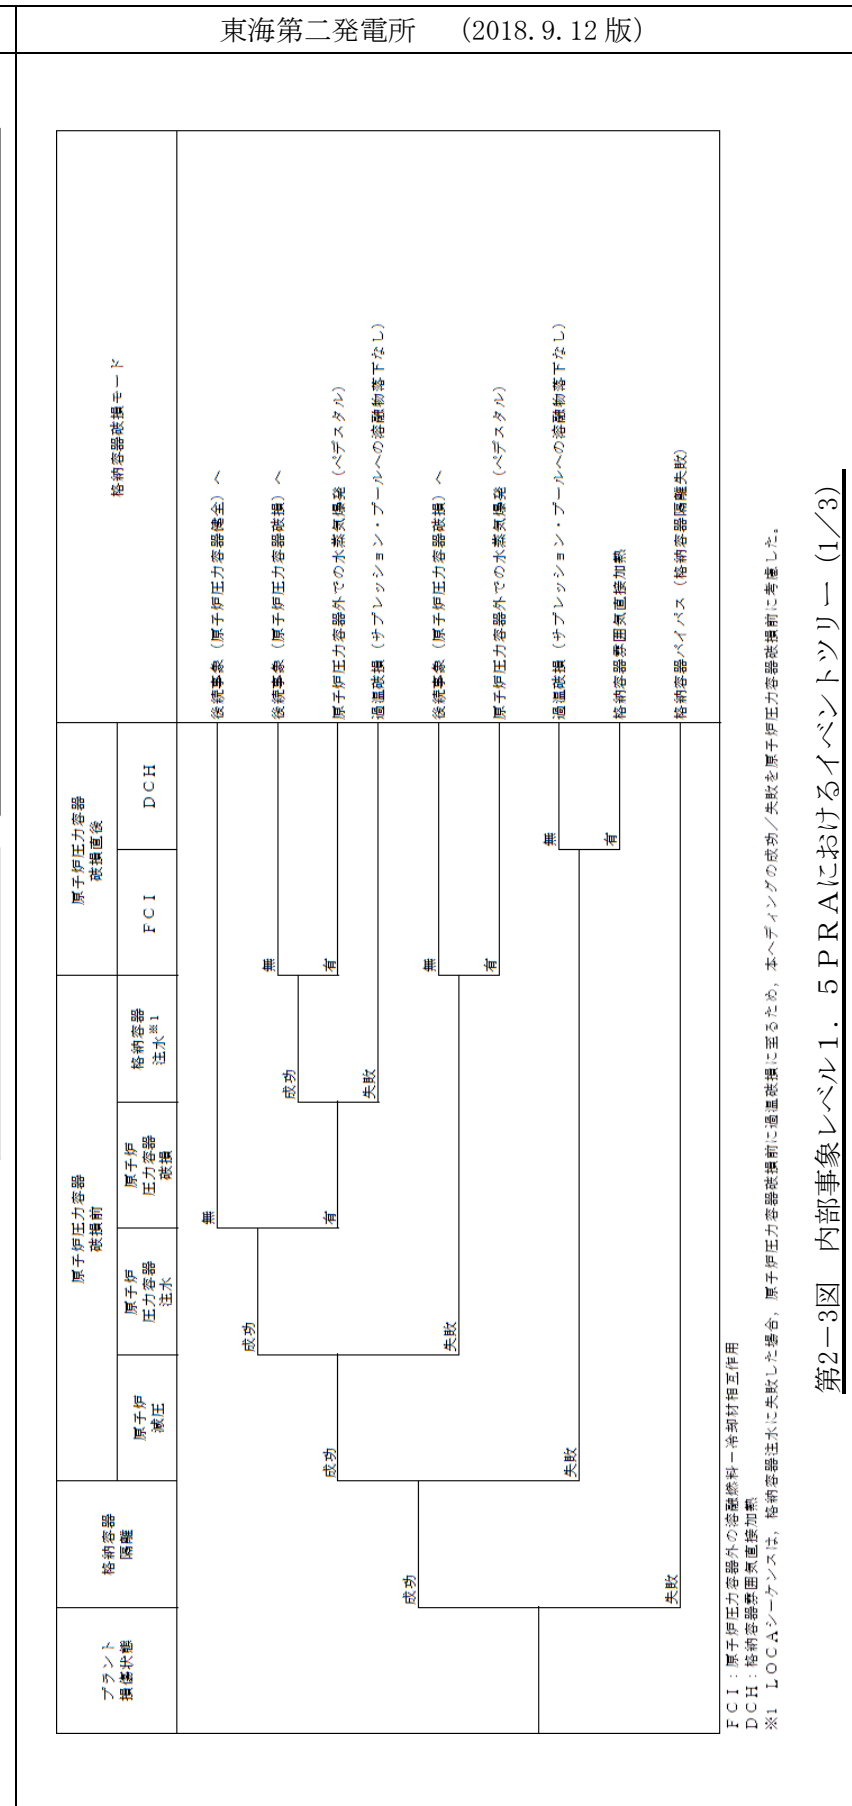 東海第二発電所 (2018.9.12 版)
プラント
損傷状態
格納容器
隔離
原子炉圧力容器
破損前
原子炉
減圧
原子炉
圧力容器
注水
原子炉
圧力容器
破損
格納容器
注水※1
原子炉圧力容器
破損直後
FCI
DCH
格納容器破損モード
無
後続事象(原子炉圧力容器健全)へ
成功
無
後続事象(原子炉圧力容器破損)へ
成功
有
有
原子炉圧力容器外での水蒸気爆発(ペデスタル)
成功
失敗
過温破損(サプレッション・プールへの溶融物落下なし)
成功
無
後続事象(原子炉圧力容器破損)へ
失敗
有
原子炉圧力容器外での水蒸気爆発(ペデスタル)
無
過温破損(サプレッション・プールへの溶融物落下なし)
失敗
有
格納容器雰囲気直接加熱
失敗
格納容器バイパス(格納容器隔離失敗)
FCI:原子炉圧力容器外の溶融燃料-冷却材相互作用
DCH:格納容器雰囲気直接加熱
※1 LOCAシーケンスは,格納容器注水に失敗した場合,原子炉圧力容器破損前に過温破損に至るため,本ヘディングの成功/失敗を原子炉圧力容器破損前に考慮した。
第2-3図 内部事象レベル1.5PRAにおけるイベントツリー(1/3)